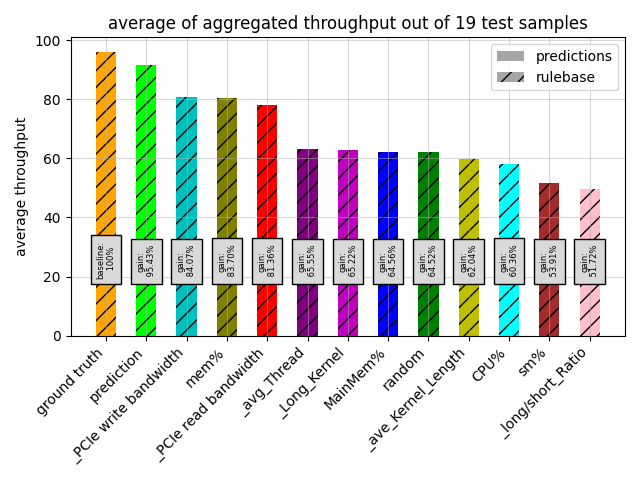 average of aggregated throughput out of 19 test samples
predictions
rulebase
average throughput
100
80
60
40
20
0
baseline:
100%
gain:
95.43%
gain:
84.07%
gain:
83.70%
gain:
81.36%
gain:
65.55%
gain:
65.22%
gain:
64.56%
gain:
64.52%
gain:
62.04%
gain:
60.36%
gain:
53.91%
gain:
51.72%
ground truth
prediction
_PCIe write bandwidth
mem%
_PCIe read bandwidth
_avg_Thread
_Long_Kernel
MainMem%
random
_ave_Kernel_Length
CPU%
sm%
_long/short_Ratio